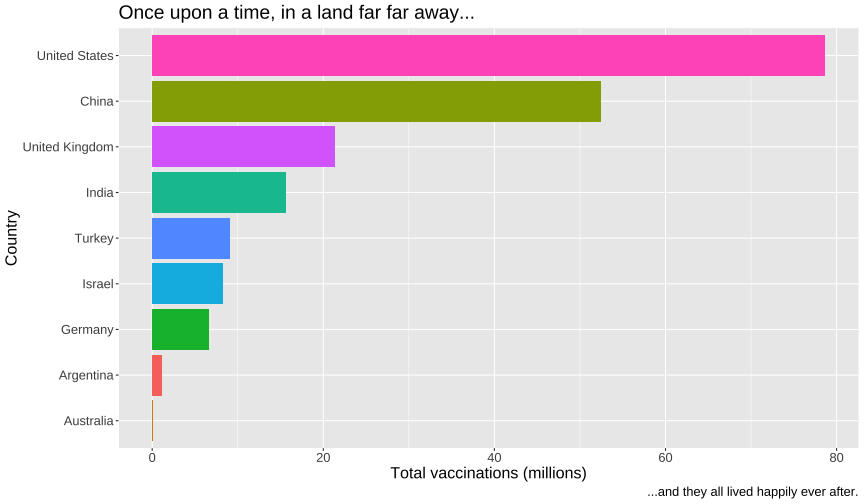 Once upon a time, in a land far far away...
United States
China
United Kingdom
India
Turkey
Israel
Germany
Argentina
Australia
Country
0 20 40 60 80
Total vaccinations (millions)
...and they all lived happily ever after.